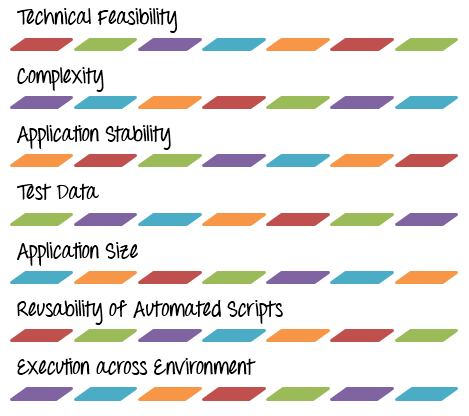 Technical Feasibility
Complexity
Application Stability
Test Data
Application Size
Reusability of Automated Scripts
Execution across Environment